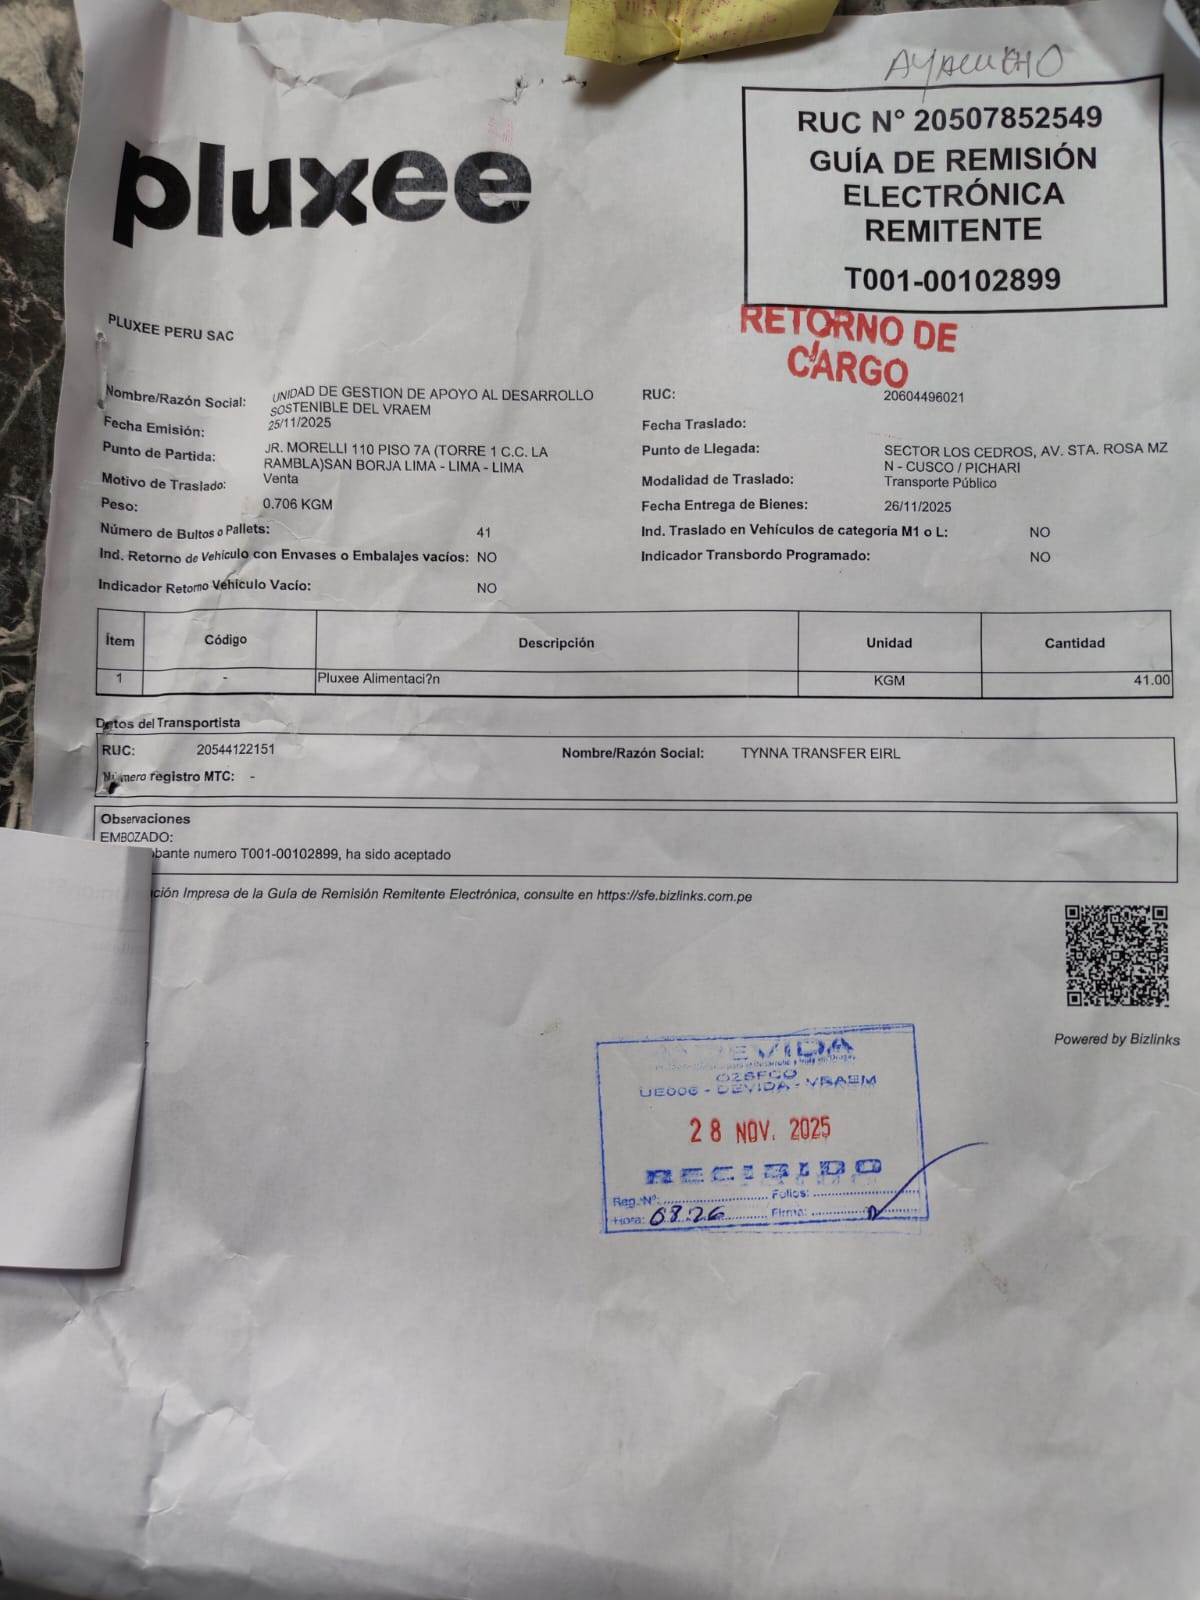 AYACUCHO
pluxee
RUC N° 20507852549
GUÍA DE REMISIÓN
ELECTRÓNICA
REMITENTE
T001-00102899
RETORNO DE
CARGO
PLUXEE PERU SAC
Nombre/Razón Social: UNIDAD DE GESTION DE APOYO AL DESARROLLO
SOSTENIBLE DEL VRAEM
RUC: 20604496021
Fecha Emisión: 25/11/2025
Fecha Traslado:
Punto de Partida: JR. MORELLI 110 PISO 7A (TORRE 1 C.C. LA
RAMBLA)SAN BORJA LIMA - LIMA - LIMA
Punto de Llegada: SECTOR LOS CEDROS, AV. STA. ROSA MZ
N - CUSCO / PICHARI
Motivo de Traslado: Venta
Modalidad de Traslado: Transporte Público
Peso: 0.706 KGM
Fecha Entrega de Bienes: 26/11/2025
Número de Bultos o Pallets: 41
Ind. Traslado en Vehículos de categoría M1 o L: NO
Ind. Retorno de Vehículo con Envases o Embalajes vacíos: NO
Indicador Transbordo Programado: NO
Indicador Retorno Vehículo Vacío: NO
Ítem Código Descripción Unidad Cantidad
1 - Pluxee Alimentaci?n KGM 41.00
Datos del Transportista
RUC: 20544122151 Nombre/Razón Social: TYNNA TRANSFER EIRL
Número registro MTC: -
Observaciones
EMBOZADO:
bante numero T001-00102899, ha sido aceptado
ción Impresa de la Guía de Remisión Remitente Electrónica, consulte en https://sfe.bizlinks.com.pe
Powered by Bizlinks
DEVIDA
UE006 - DEVIDA - VRAEM
28 NOV. 2025
RECIBIDO
Reg. N°: Folios:
Hora: 08:26 Firma: